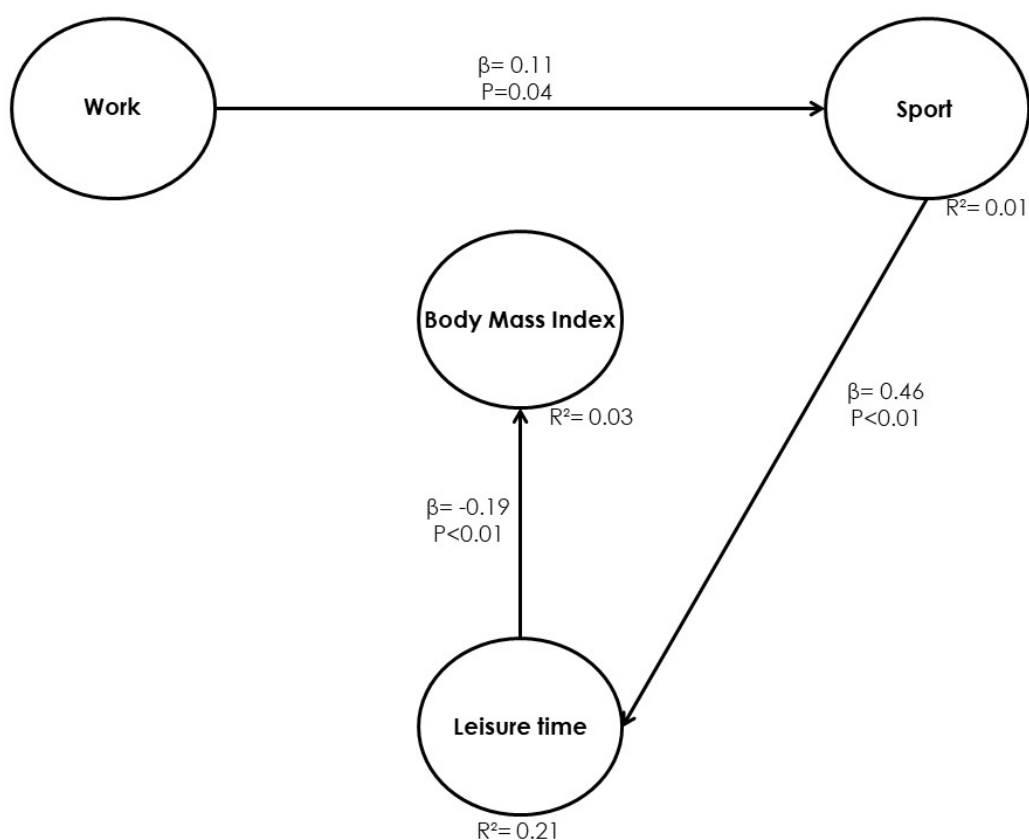 β= 0.11
P=0.04
Work
Sport
R²= 0.01
Body Mass Index
R²= 0.03
β= 0.46
P<0.01
β= -0.19
P<0.01
Leisure time
R²= 0.21